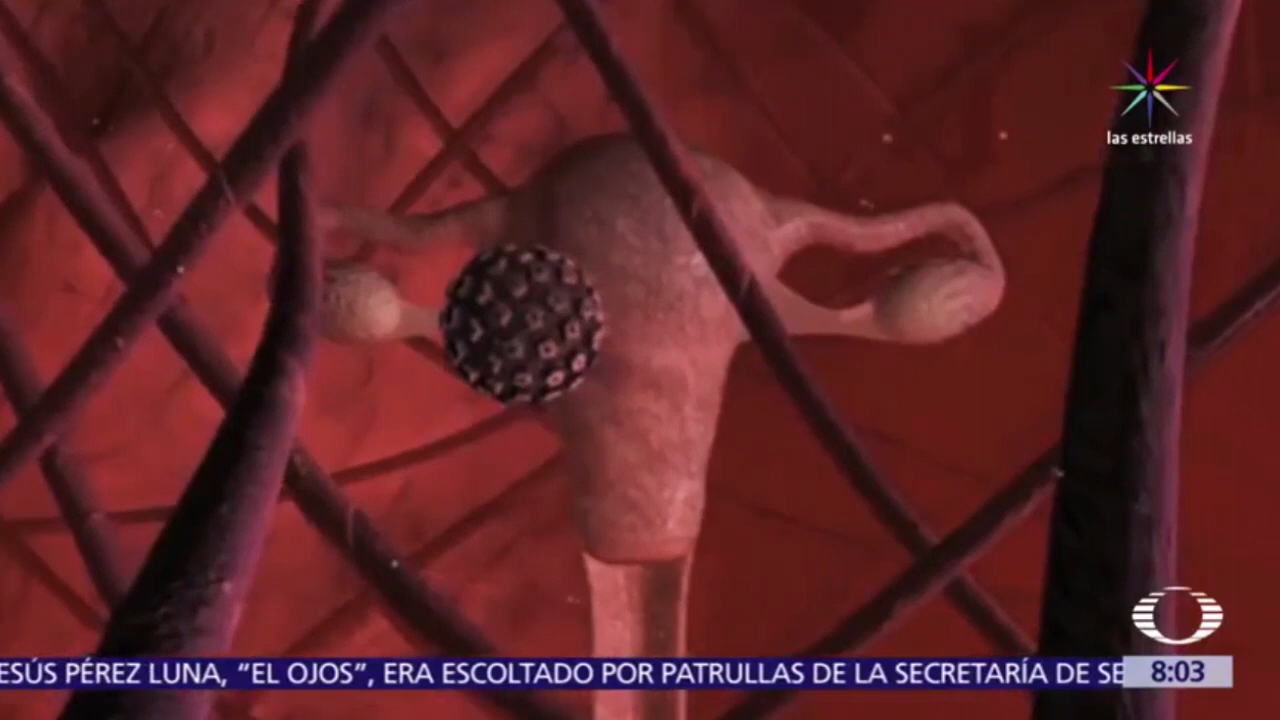 las estrellas
ESÚS PÉREZ LUNA, “EL OJOS”, ERA ESCOLTADO POR PATRULLAS DE LA SECRETARÍA DE SE
8:03